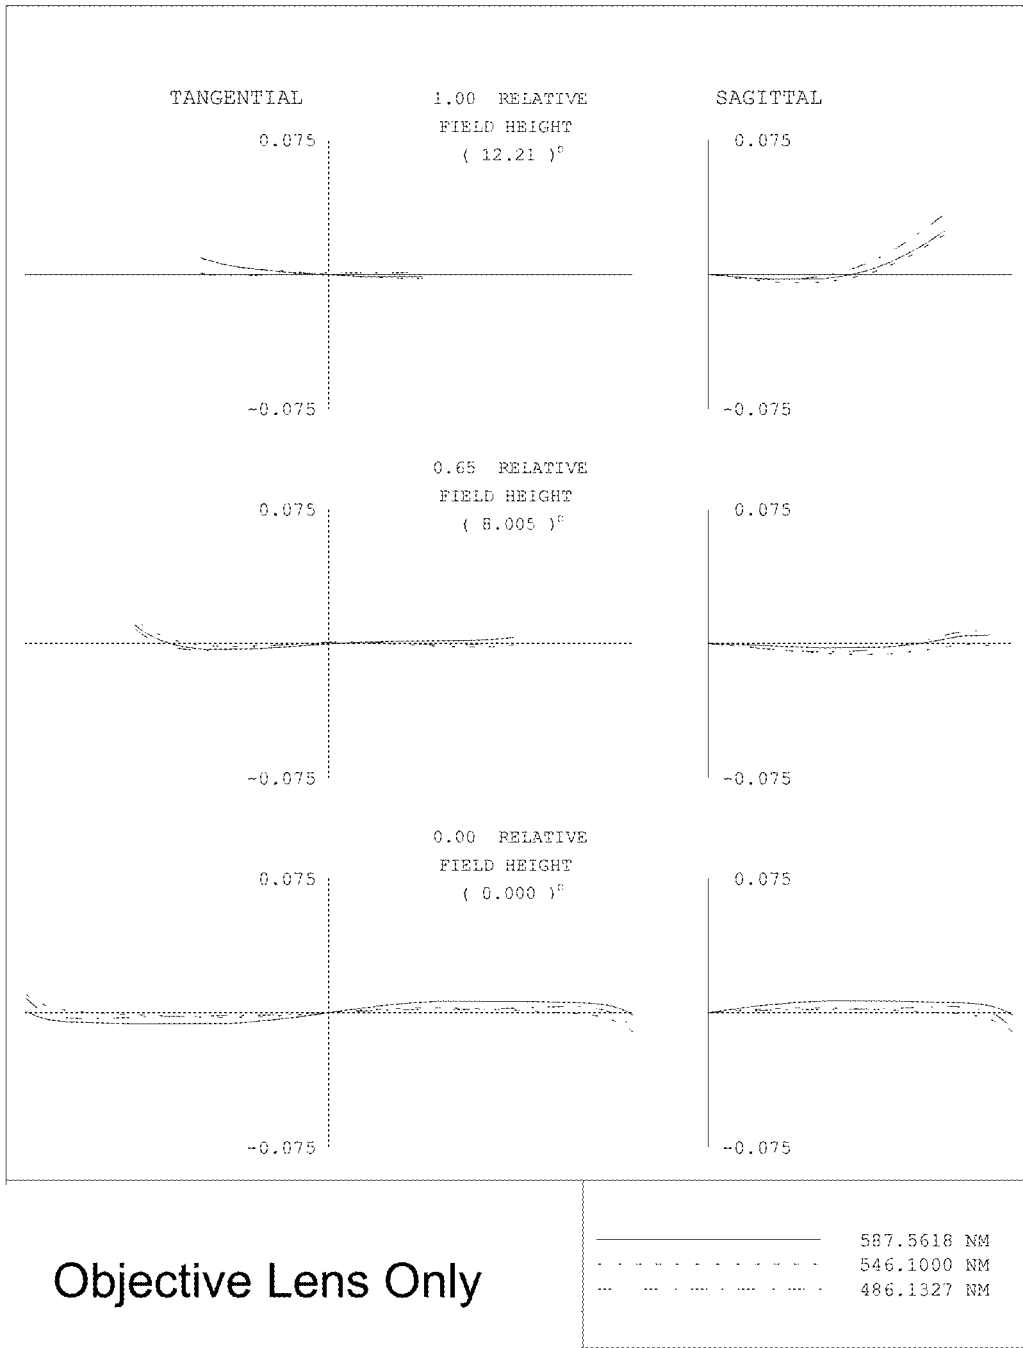 TANGENTIAL 1.00 RELATIVE SAGITTAL
FIELD HEIGHT
0.075 ( 12.21 )° 0.075
-0.075 -0.075
0.65 RELATIVE
FIELD HEIGHT
0.075 ( 8.005 )° 0.075
-0.075 -0.075
0.00 RELATIVE
FIELD HEIGHT
0.075 ( 0.000 )° 0.075
-0.075 -0.075
587.5618 NM
546.1000 NM
486.1327 NM
Objective Lens Only